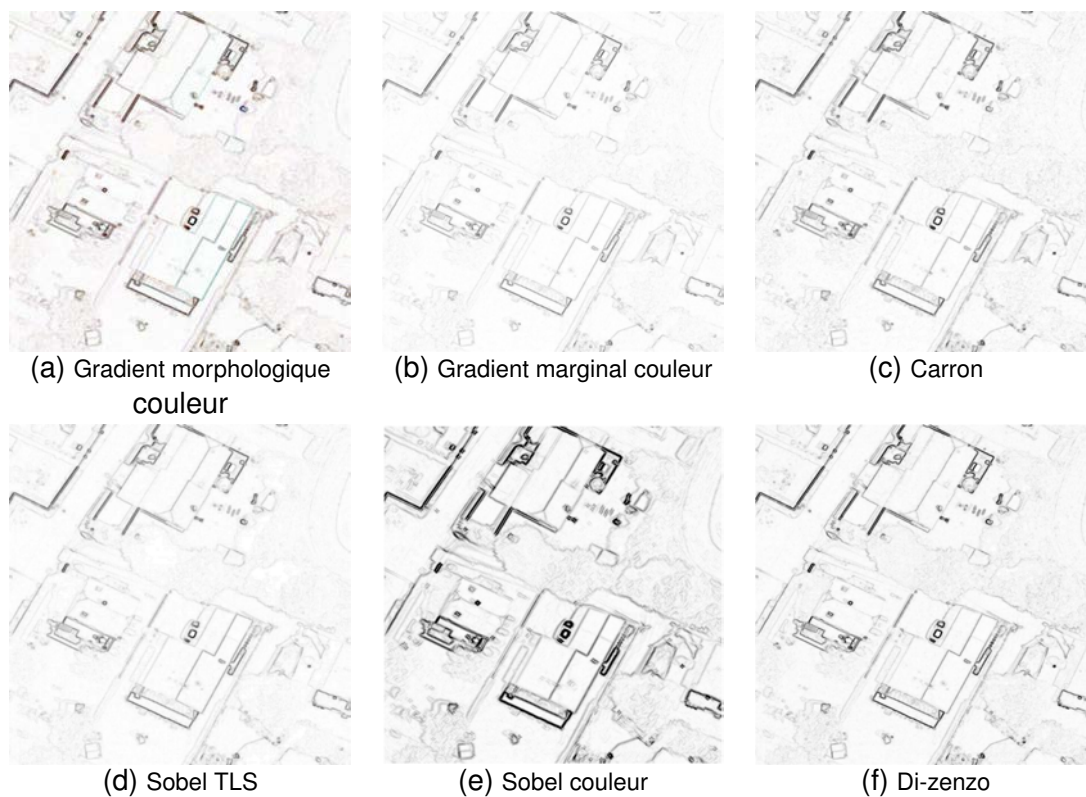 (a) Gradient morphologique
couleur
(b) Gradient marginal couleur
(c) Carron
(d) Sobel TLS
(e) Sobel couleur
(f) Di-zenzo